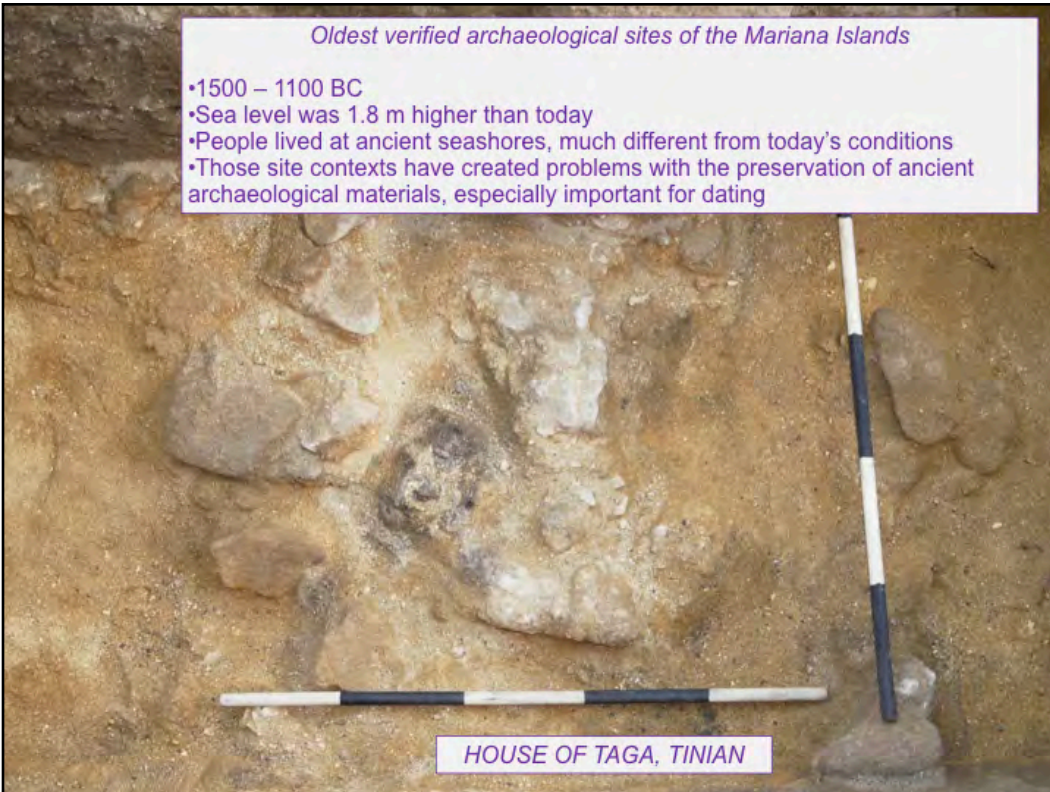 Oldest verified archaeological sites of the Mariana Islands
•1500 – 1100 BC
•Sea level was 1.8 m higher than today
•People lived at ancient seashores, much different from today's conditions
•Those site contexts have created problems with the preservation of ancient
archaeological materials, especially important for dating
HOUSE OF TAGA, TINIAN